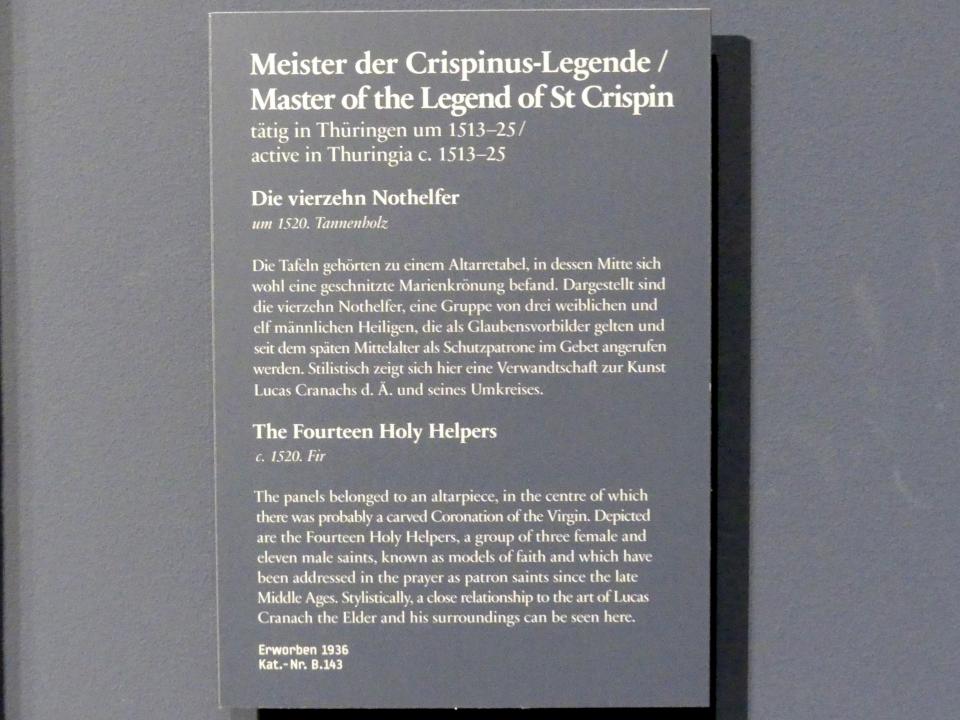 Meister der Crispinus-Legende /
Master of the Legend of St Crispin
tätig in Thüringen um 1513–25/
active in Thuringia c. 1513–25
Die vierzehn Nothelfer
um 1520. Tannenholz
Die Tafeln gehörten zu einem Altarretabel, in dessen Mitte sich
wohl eine geschnitzte Marienkrönung befand. Dargestellt sind
die vierzehn Nothelfer, eine Gruppe von drei weiblichen und
elf männlichen Heiligen, die als Glaubensvorbilder gelten und
seit dem späten Mittelalter als Schutzpatrone im Gebet angerufen
werden. Stilistisch zeigt sich hier eine Verwandtschaft zur Kunst
Lucas Cranachs d. Ä. und seines Umkreises.
The Fourteen Holy Helpers
c. 1520. Fir
The panels belonged to an altarpiece, in the centre of which
there was probably a carved Coronation of the Virgin. Depicted
are the Fourteen Holy Helpers, a group of three female and
eleven male saints, known as models of faith and which have
been addressed in the prayer as patron saints since the late
Middle Ages. Stylistically, a close relationship to the art of Lucas
Cranach the Elder and his surroundings can be seen here.
Erworben 1936
Kat.-Nr. B.143